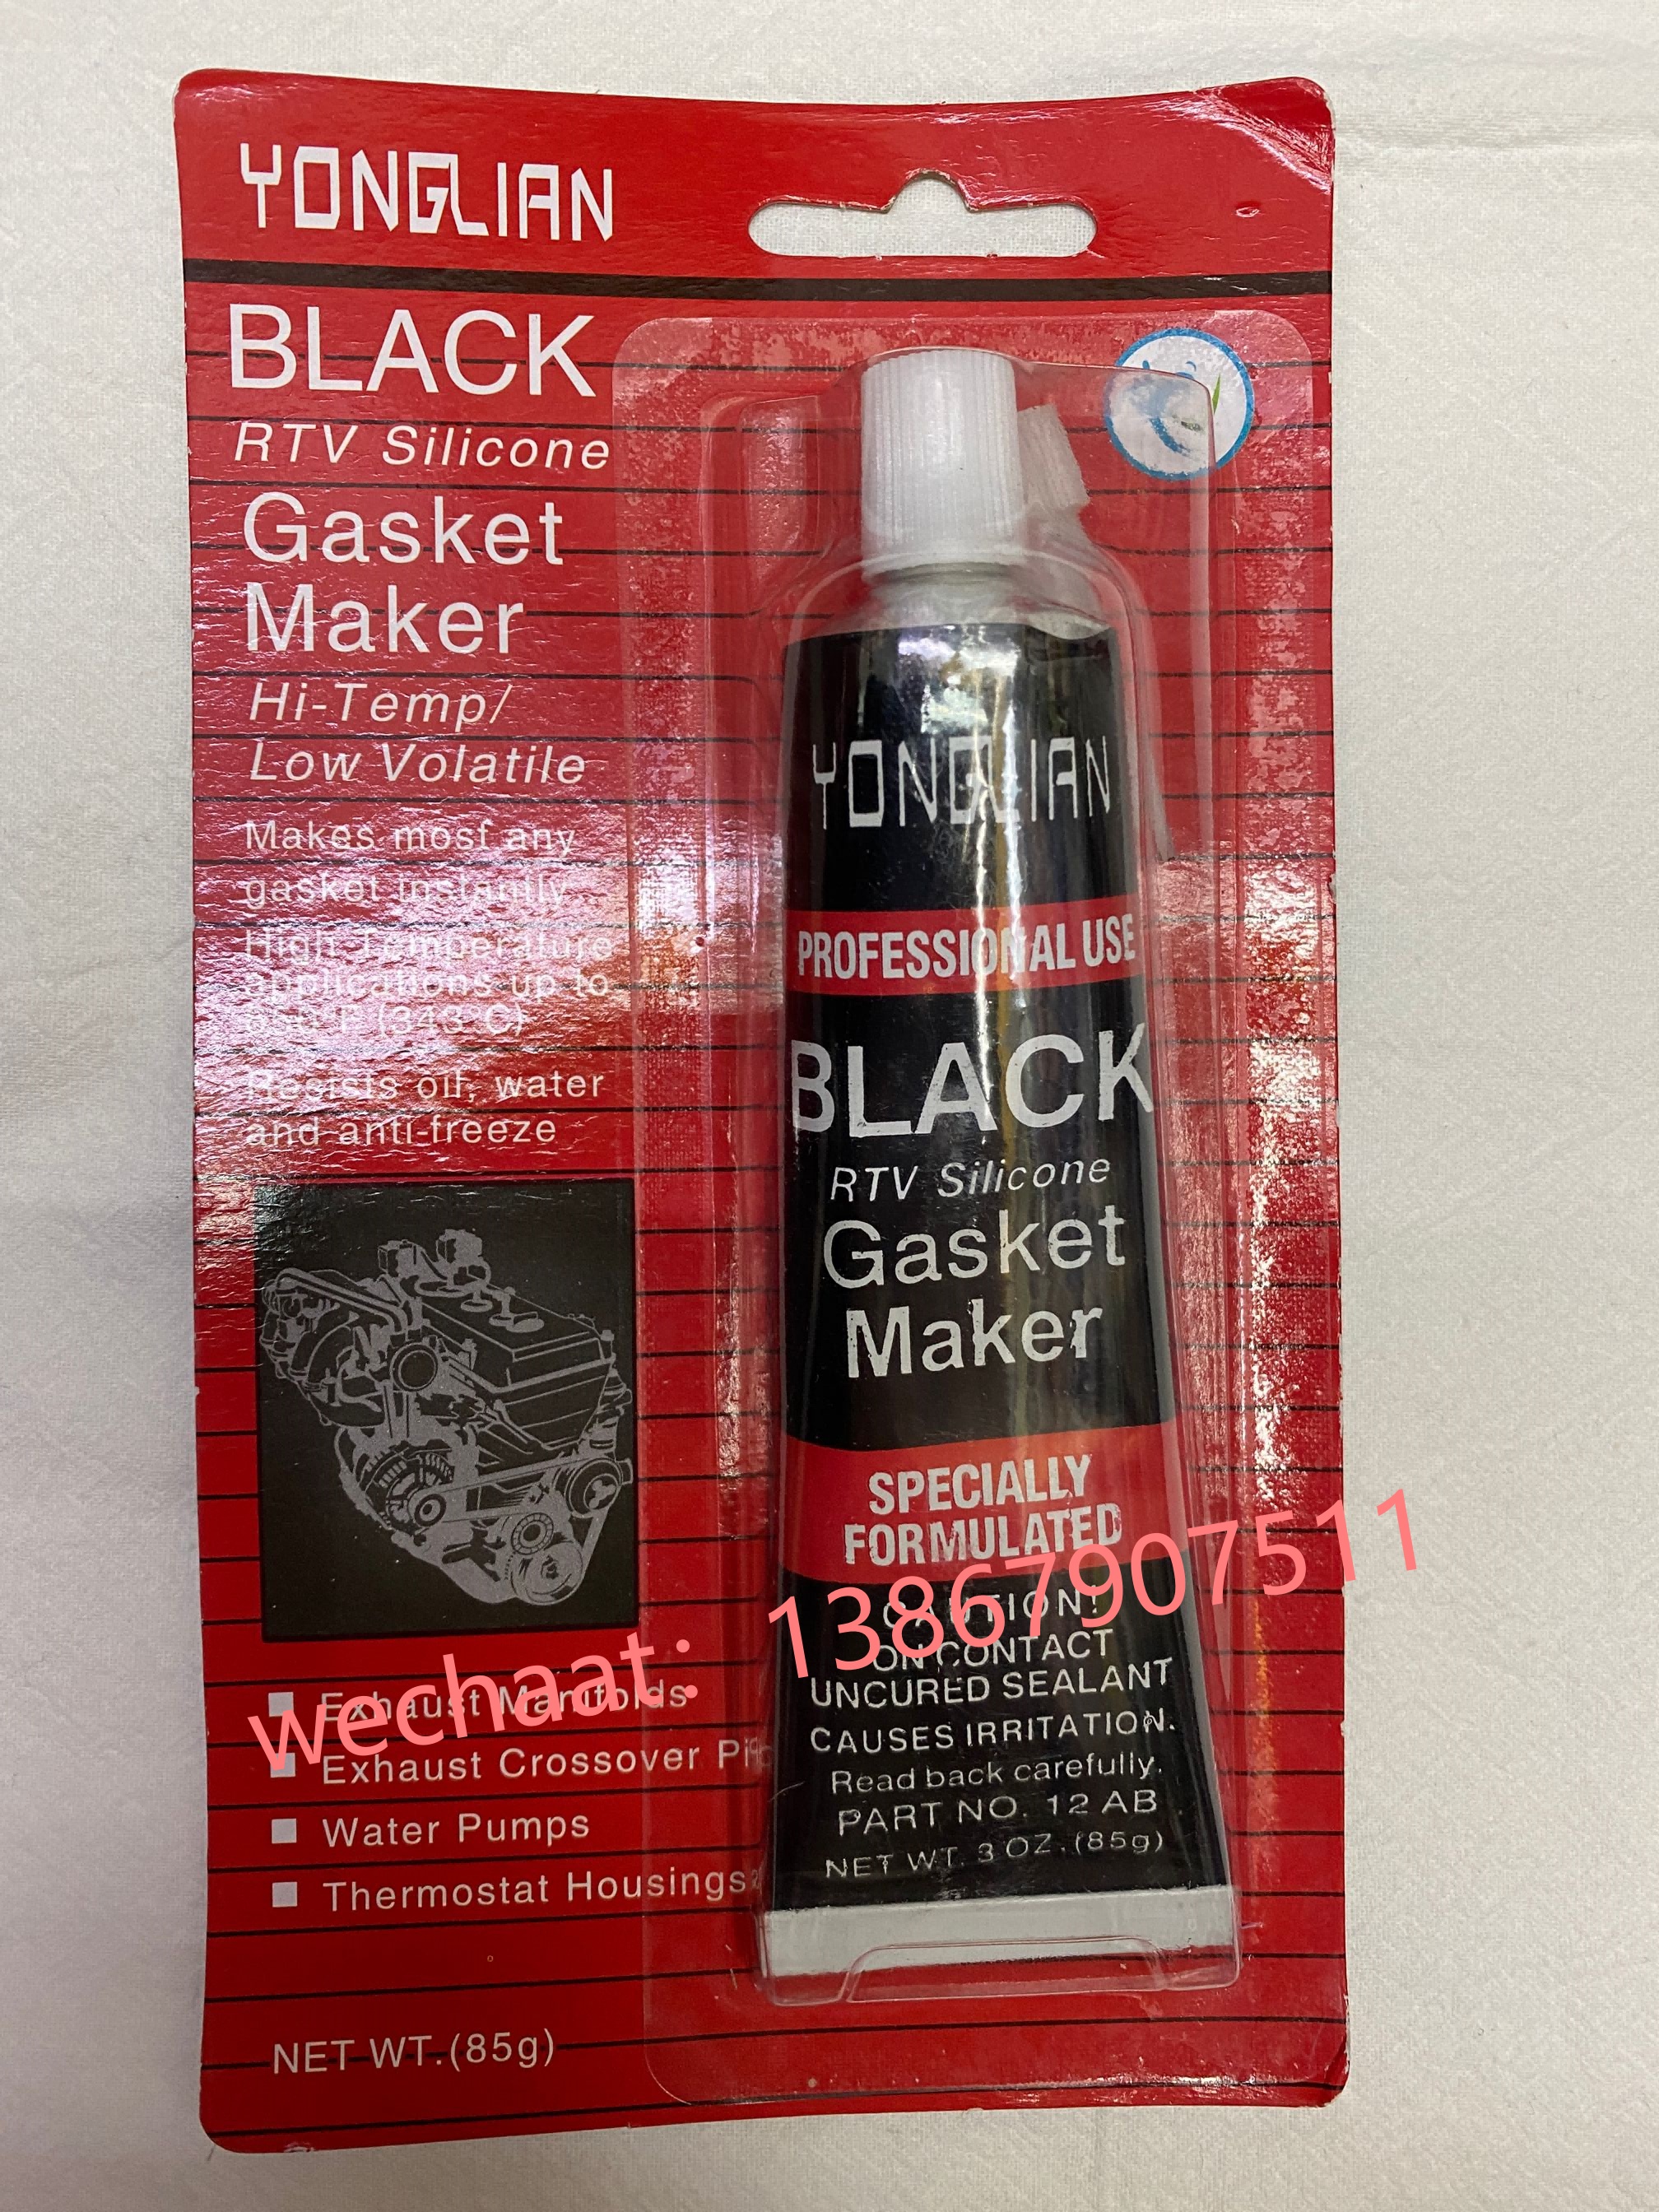 YONGLIAN
BLACK
RTV Silicone
Gasket
Maker
Hi-Temp/
Low Volatile
Makes most any
gasket instantly
High Temperature
applications up to
(343°C)
Resists oil, water
and anti-freeze
Exhaust Manifolds
Exhaust Crossover
Water Pumps
Thermostat Housings
NET WT.(85g)
YONGLIAN
PROFESSIONAL USE
BLACK
RTV Silicone
Gasket
Maker
SPECIALLY
FORMULATED
CAUTION!
ON CONTACT
UNCURED SEALANT
CAUSES IRRITATION.
Read back carefully.
PART NO. 12 AB
NET WT. 3 OZ.(85g)
wechaat: 13867907511